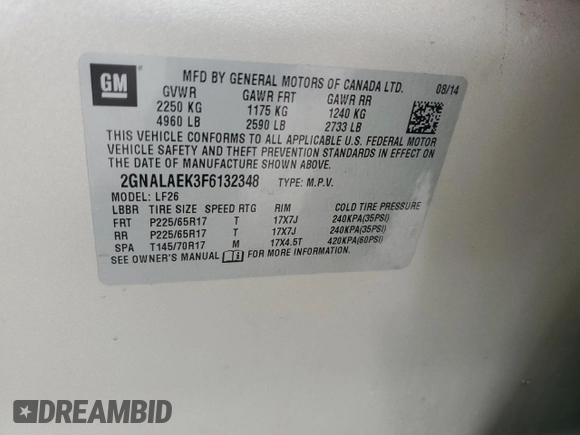 GM
MFD BY GENERAL MOTORS OF CANADA LTD. 08/14
GVWR GAWR FRT GAWR RR
2250 KG 1175 KG 1240 KG
4960 LB 2590 LB 2733 LB
THIS VEHICLE CONFORMS TO ALL APPLICABLE U.S. FEDERAL MOTOR
VEHICLE SAFETY AND THEFT PREVENTION STANDARDS IN EFFECT ON
THE DATE OF MANUFACTURE SHOWN ABOVE.
2GNALAEK3F6132348 TYPE: M.P.V.
MODEL: LF26
LBBR TIRE SIZE SPEED RTG RIM COLD TIRE PRESSURE
FRT P225/65R17 T 17X7J 240KPA(35PSI)
RR P225/65R17 T 17X7J 240KPA(35PSI)
SPA T145/70R17 M 17X4.5T 420KPA(60PSI)
SEE OWNER'S MANUAL FOR MORE INFORMATION.
DREAMBID